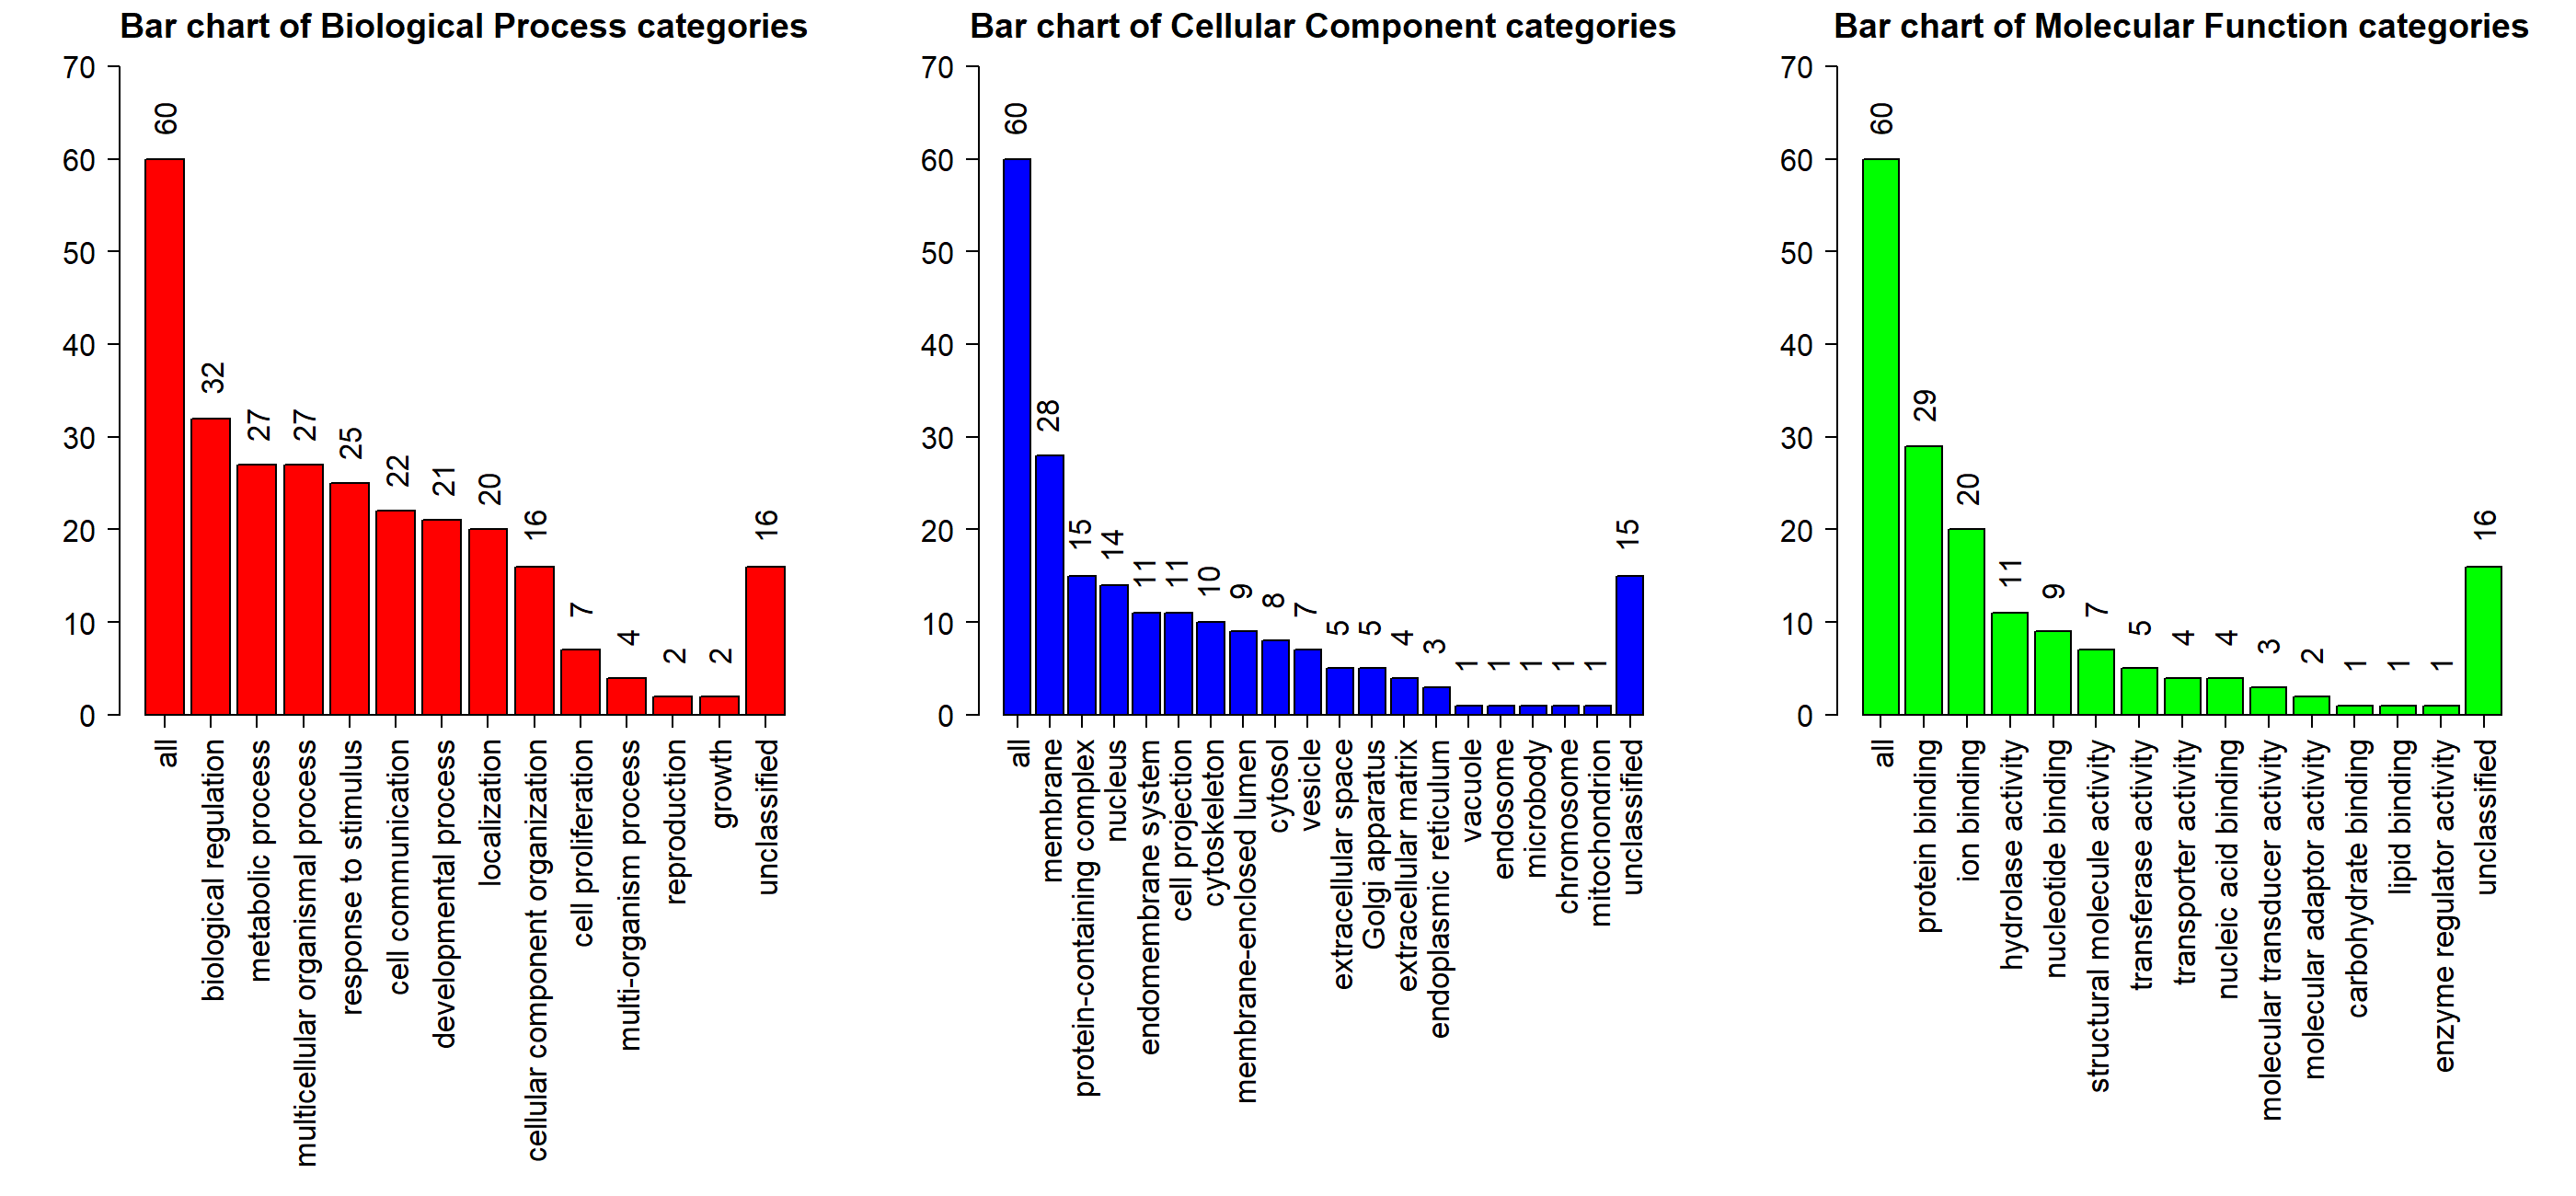 Bar chart of Biological Process categories
70
60
50
40
30
20
10
0
60
32
27
27
25
22
21
20
16
7
4
2
2
16
all
biological regulation
metabolic process
multicellular organismal process
response to stimulus
cell communication
developmental process
localization
cellular component organization
cell proliferation
multi-organism process
reproduction
growth
unclassified
Bar chart of Cellular Component categories
70
60
50
40
30
20
10
0
60
28
15
14
11
11
10
9
8
7
5
5
4
3
1
1
1
1
1
15
all
membrane
protein-containing complex
nucleus
endomembrane system
cell projection
cytoskeleton
membrane-enclosed lumen
cytosol
vesicle
extracellular space
Golgi apparatus
extracellular matrix
endoplasmic reticulum
vacuole
endosome
microbody
chromosome
mitochondrion
unclassified
Bar chart of Molecular Function categories
70
60
50
40
30
20
10
0
60
29
20
11
9
7
5
4
4
3
2
1
1
1
16
all
protein binding
ion binding
hydrolase activity
nucleotide binding
structural molecule activity
transferase activity
transporter activity
nucleic acid binding
molecular transducer activity
molecular adaptor activity
carbohydrate binding
lipid binding
enzyme regulator activity
unclassified